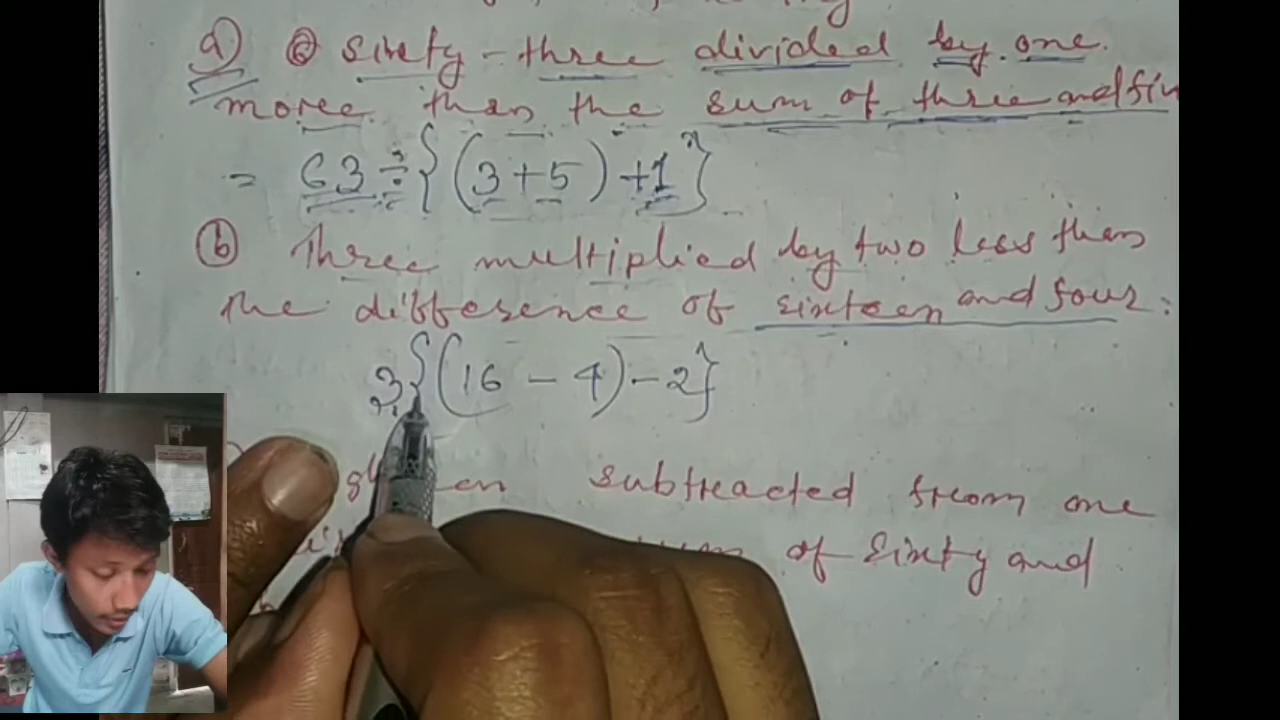 a) sixty-three divided by one
more than the sum of three and
= 63 ÷ {(3+5) +1}
b three multiplied by two less than
the difference of sixteen and four:
3{(16 - 4) - 2}
subtracted from one
of sixty and